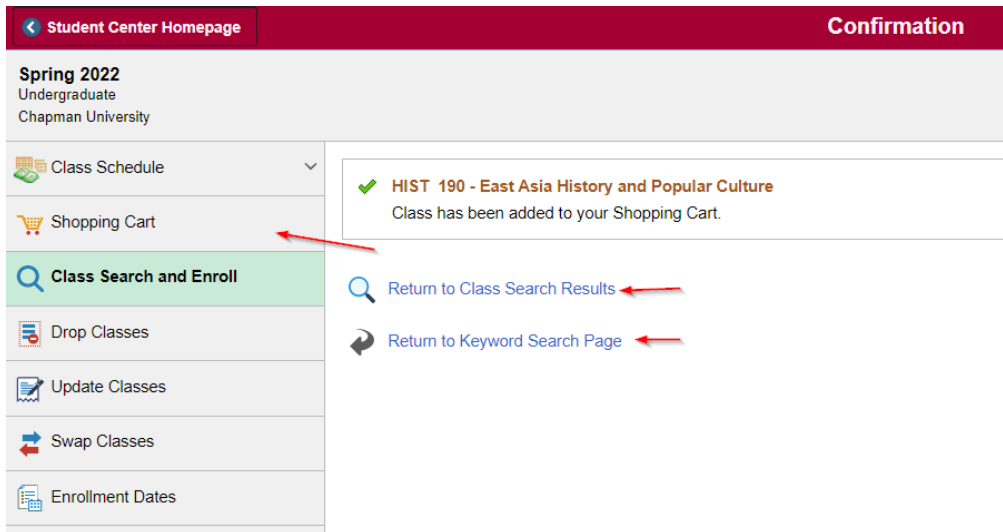 Student Center Homepage
Confirmation
Spring 2022
Undergraduate
Chapman University
Class Schedule
Shopping Cart
Class Search and Enroll
Drop Classes
Update Classes
Swap Classes
Enrollment Dates
HIST 190 - East Asia History and Popular Culture
Class has been added to your Shopping Cart.
Return to Class Search Results
Return to Keyword Search Page